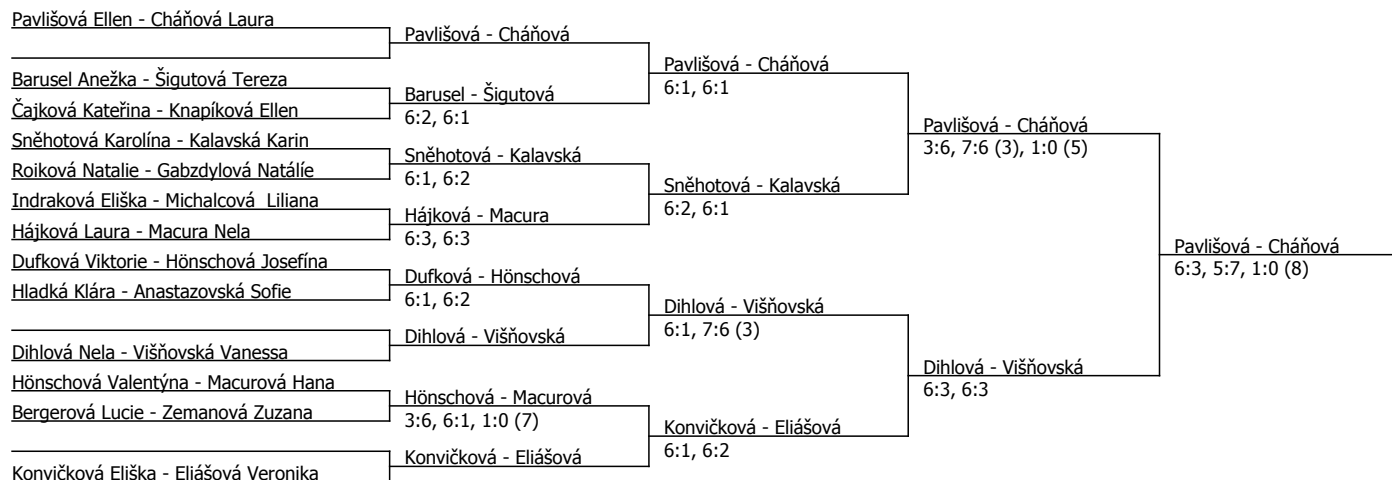 Pavlišová Ellen - Cháňová Laura
Barusel Anežka - Šigutová Tereza
Čajková Kateřina - Knapíková Ellen
Sněhotová Karolína - Kalavská Karin
Roiková Natalie - Gabzdylová Natálíe
Indraková Eliška - Michalcová  Liliana
Hájková Laura - Macura Nela
Dufková Viktorie - Hönschová Josefína
Hladká Klára - Anastazovská Sofie
Dihlová Nela - Višňovská Vanessa
Hönschová Valentýna - Macurová Hana
Bergerová Lucie - Zemanová Zuzana
Konvičková Eliška - Eliášová Veronika
Pavlišová - Cháňová
Barusel - Šigutová
6:2, 6:1
Sněhotová - Kalavská
6:1, 6:2
Hájková - Macura
6:3, 6:3
Dufková - Hönschová
6:1, 6:2
Dihlová - Višňovská
Hönschová - Macurová
3:6, 6:1, 1:0 (7)
Konvičková - Eliášová
Pavlišová - Cháňová
6:1, 6:1
Sněhotová - Kalavská
6:2, 6:1
Dihlová - Višňovská
6:1, 7:6 (3)
Konvičková - Eliášová
6:1, 6:2
Pavlišová - Cháňová
3:6, 7:6 (3), 1:0 (5)
Dihlová - Višňovská
6:3, 6:3
Pavlišová - Cháňová
6:3, 5:7, 1:0 (8)